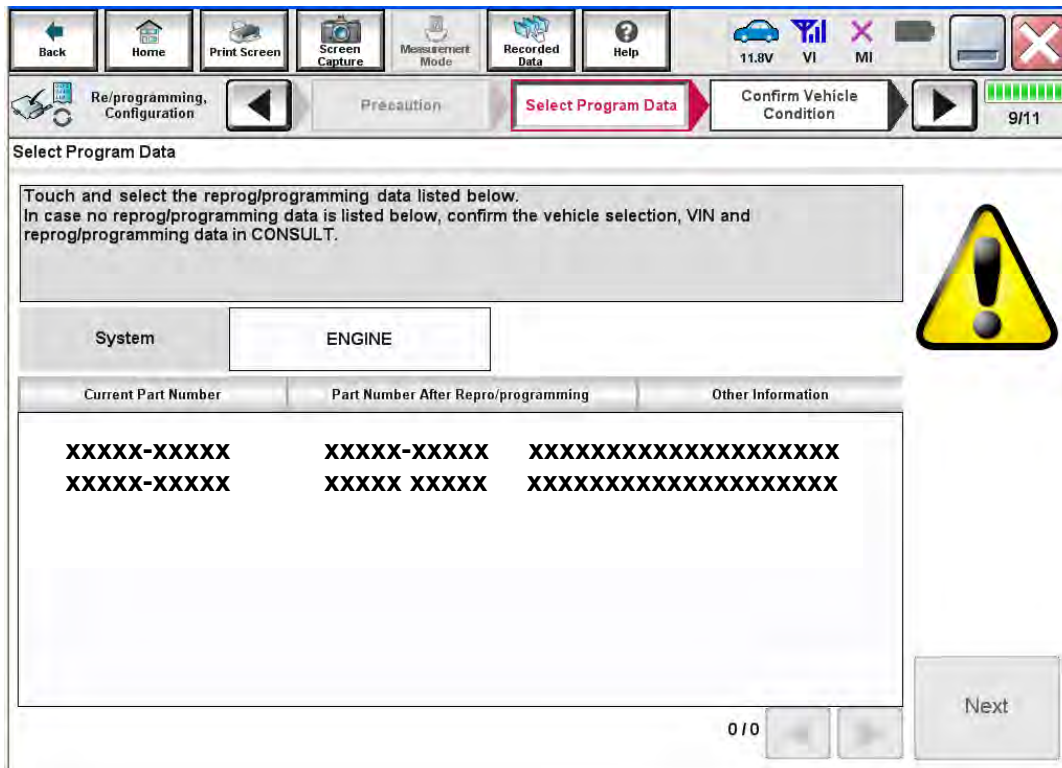 Back
Home
Print Screen
Screen
Capture
Measurement
Mode
Recorded
Data
Help
11.8V
VI
MI
Re/programming,
Configuration
Precaution
Select Program Data
Confirm Vehicle
Condition
9/11
Select Program Data
Touch and select the reprog/programming data listed below.
In case no reprog/programming data is listed below, confirm the vehicle selection, VIN and
reprog/programming data in CONSULT.
System
ENGINE
Current Part Number
Part Number After Repro/programming
Other Information
XXXXX-XXXXX XXXXX-XXXXX XXXXXXXXXXXXXXXXXXXX
XXXXX-XXXXX XXXXX XXXXX XXXXXXXXXXXXXXXXXXXX
0/0
Next